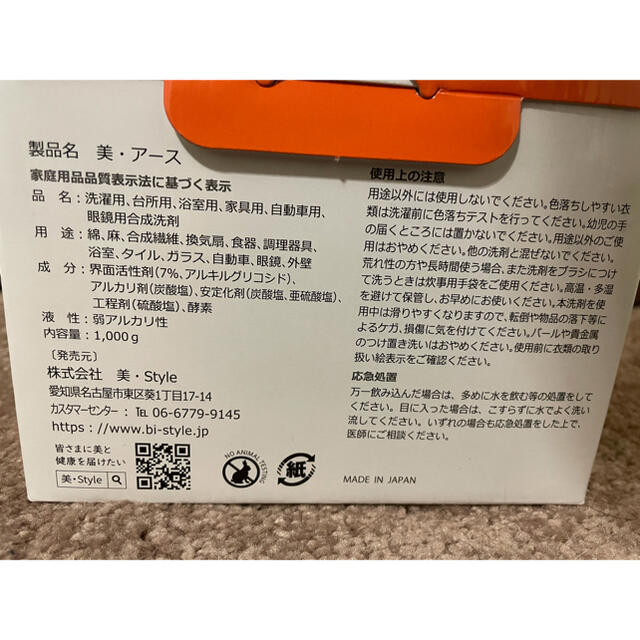 製品名 美・アース
家庭用品品質表示法に基づく表示
品 名：洗濯用、台所用、浴室用、家具用、自動車用、
眼鏡用合成洗剤
用 途：綿、麻、合成繊維、換気扇、食器、調理器具、
浴室、タイル、ガラス、自動車、眼鏡、外壁
成 分：界面活性剤(7%、アルキルグリコシド)、
アルカリ剤(炭酸塩)、安定化剤(炭酸塩、亜硫酸塩)、
工程剤(硫酸塩)、酵素
液 性：弱アルカリ性
内容量：1,000g
〔発売元〕
株式会社 美・Style
愛知県名古屋市東区葵1丁目17-14
カスタマーセンター：℡ 06-6779-9145
https://www.bi-style.jp
皆さまに美と
健康を届けたい
美・Style
NO ANIMAL TESTING
紙
使用上の注意
用途以外には使用しないでください。色落ちしやすい衣
類は洗濯前に色落ちテストを行ってください。幼児の手
の届くところには置かないでください。用途以外のご使
用はおやめください。他の洗剤と混ぜないでください。
荒れ性の方や長時間使う場合、また洗剤をブラシにつけ
て洗うときは炊事用手袋をご使用ください。高温・多湿
を避けて保管し、お早めにお使いください。本洗剤を使
用中は滑りやすくなりますので、転倒や物品の落下等に
よるケガ、損傷に気を付けてください。パールや貴金属
のつけ置き洗いはおやめください。使用前に衣類の取り
扱い絵表示をご確認ください。
応急処置
万一飲み込んだ場合は、多めに水を飲む等の処置をして
ください。目に入った場合は、こすらずに水でよく洗い
流してください。いずれの場合も応急処置をした上で、
医師にご相談ください。
MADE IN JAPAN